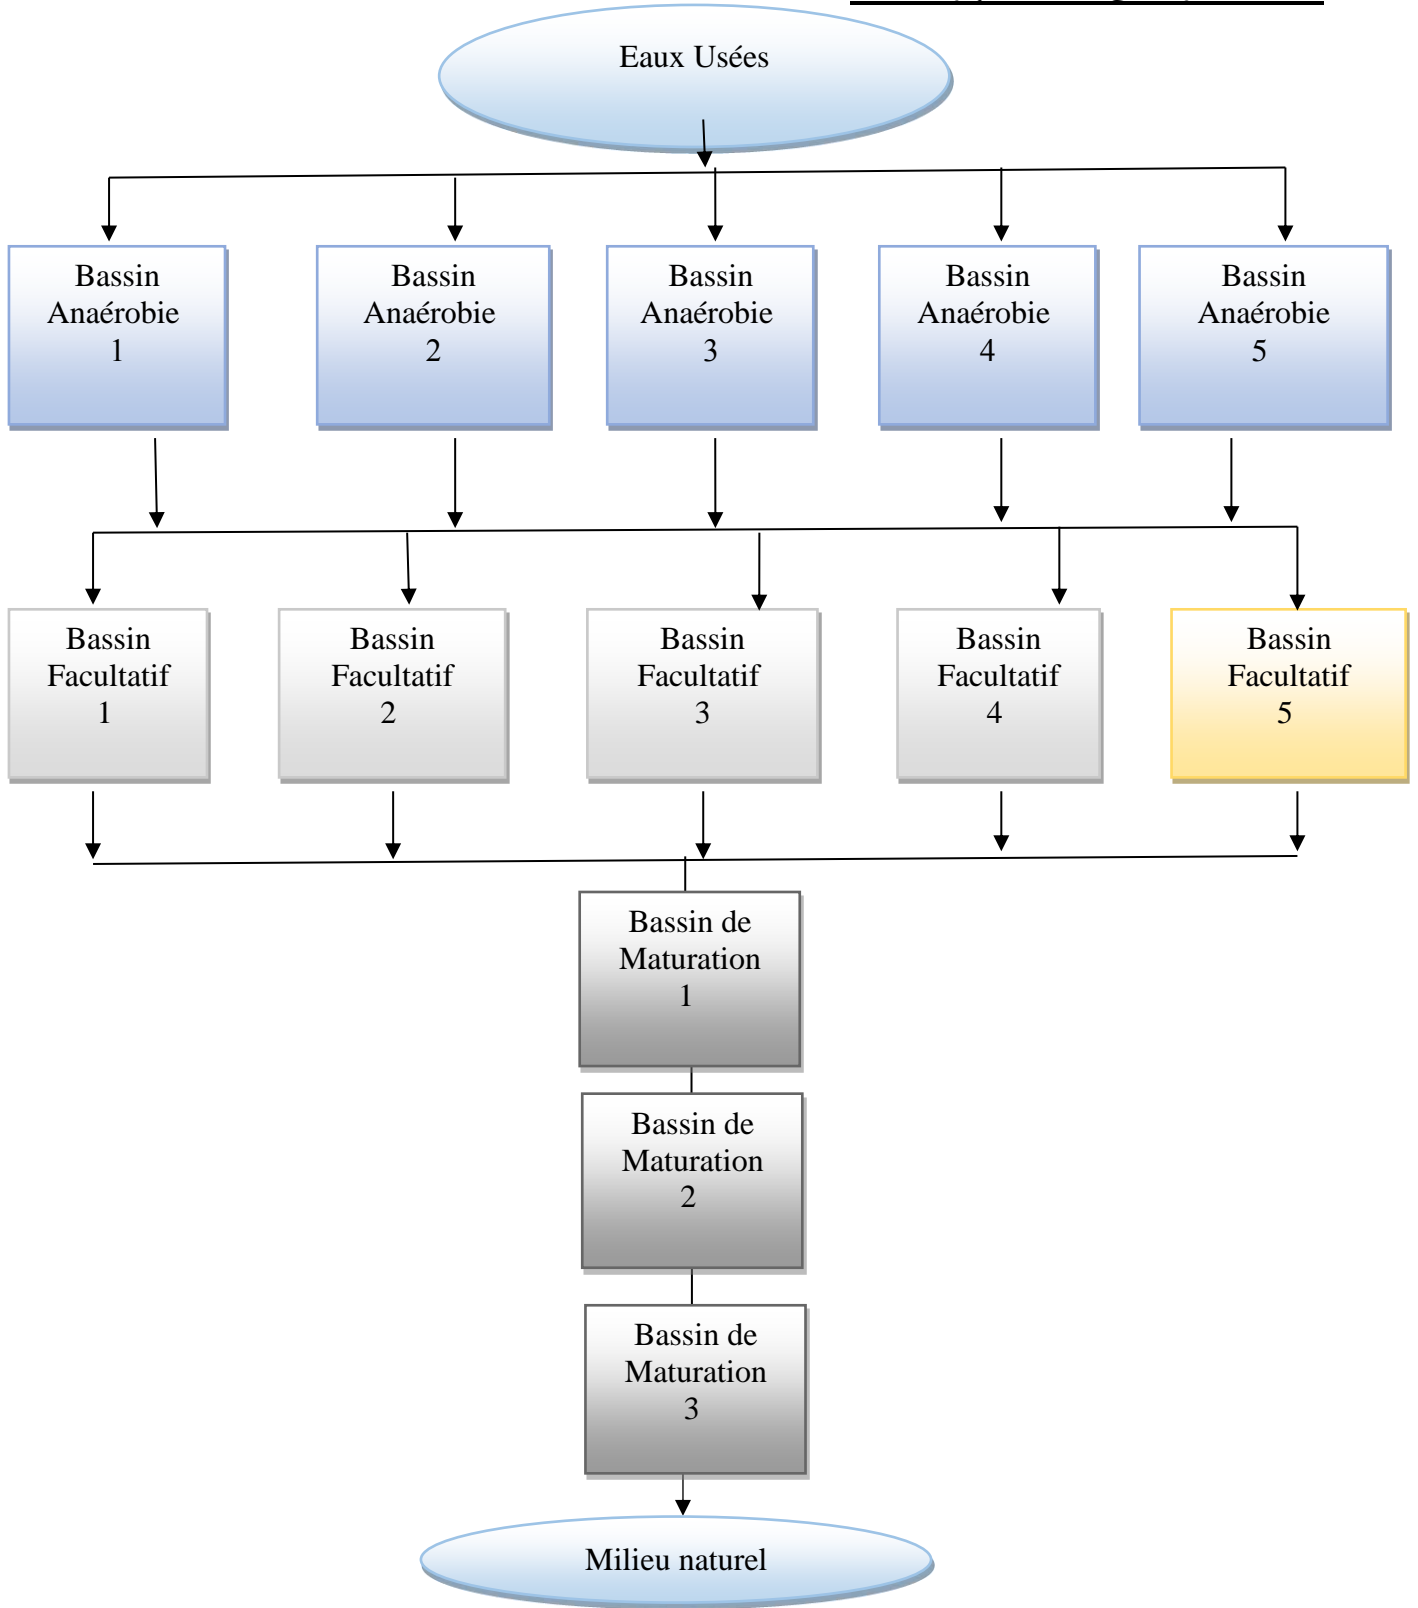 Eaux Usées
Bassin
Anaérobie
1
Bassin
Anaérobie
2
Bassin
Anaérobie
3
Bassin
Anaérobie
4
Bassin
Anaérobie
5
Bassin
Facultatif
1
Bassin
Facultatif
2
Bassin
Facultatif
3
Bassin
Facultatif
4
Bassin
Facultatif
5
Bassin de
Maturation
1
Bassin de
Maturation
2
Bassin de
Maturation
3
Milieu naturel